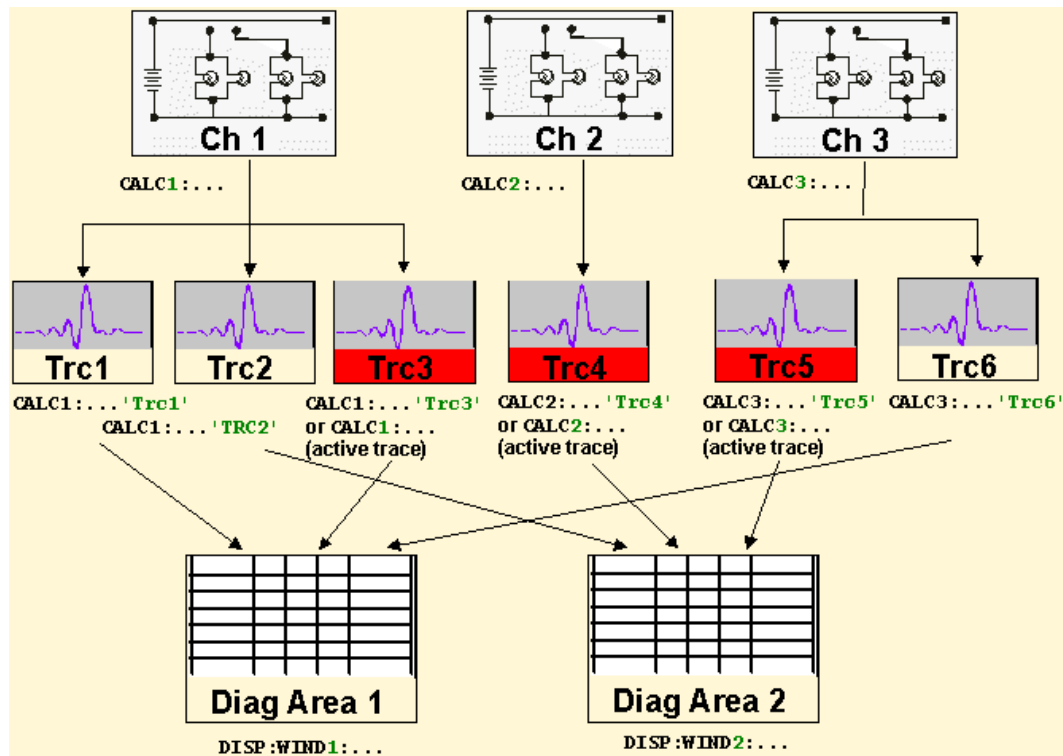 Ch 1
Ch 2
Ch 3
CALC1:...
CALC2:...
CALC3:...
Trc1
Trc2
Trc3
Trc4
Trc5
Trc6
CALC1:...'Trc1'
CALC1:...'TRC2'
CALC1:...'Trc3'
or CALC1:...
(active trace)
CALC2:...'Trc4'
or CALC2:...
(active trace)
CALC3:...'Trc5'
or CALC3:...
(active trace)
CALC3:...'Trc6'
Diag Area 1
Diag Area 2
DISP:WIND1:...
DISP:WIND2:...